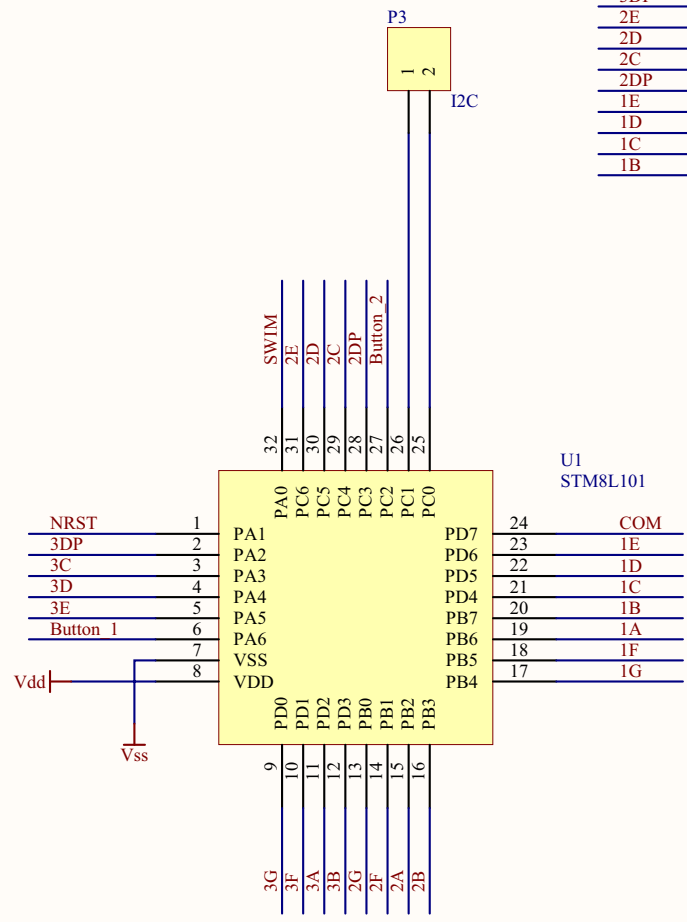 P3
1
2
I2C
2E
2D
2C
2DP
1E
1D
1C
1B
SWIM
2E
2D
2C
2DP
Button_2
32
31
30
29
28
27
26
25
PA0
PC6
PC5
PC4
PC3
PC2
PC1
PC0
U1
STM8L101
NRST 1 PA1
3DP 2 PA2
3C 3 PA3
3D 4 PA4
3E 5 PA5
Button_1 6 PA6
7 VSS
Vdd 8 VDD
Vss
PD7 24 COM
PD6 23 1E
PD5 22 1D
PD4 21 1C
PB7 20 1B
PB6 19 1A
PB5 18 1F
PB4 17 1G
PD0
PD1
PD2
PD3
PB0
PB1
PB2
PB3
9
10
11
12
13
14
15
16
3G
3F
3A
3B
2G
2F
2A
2B